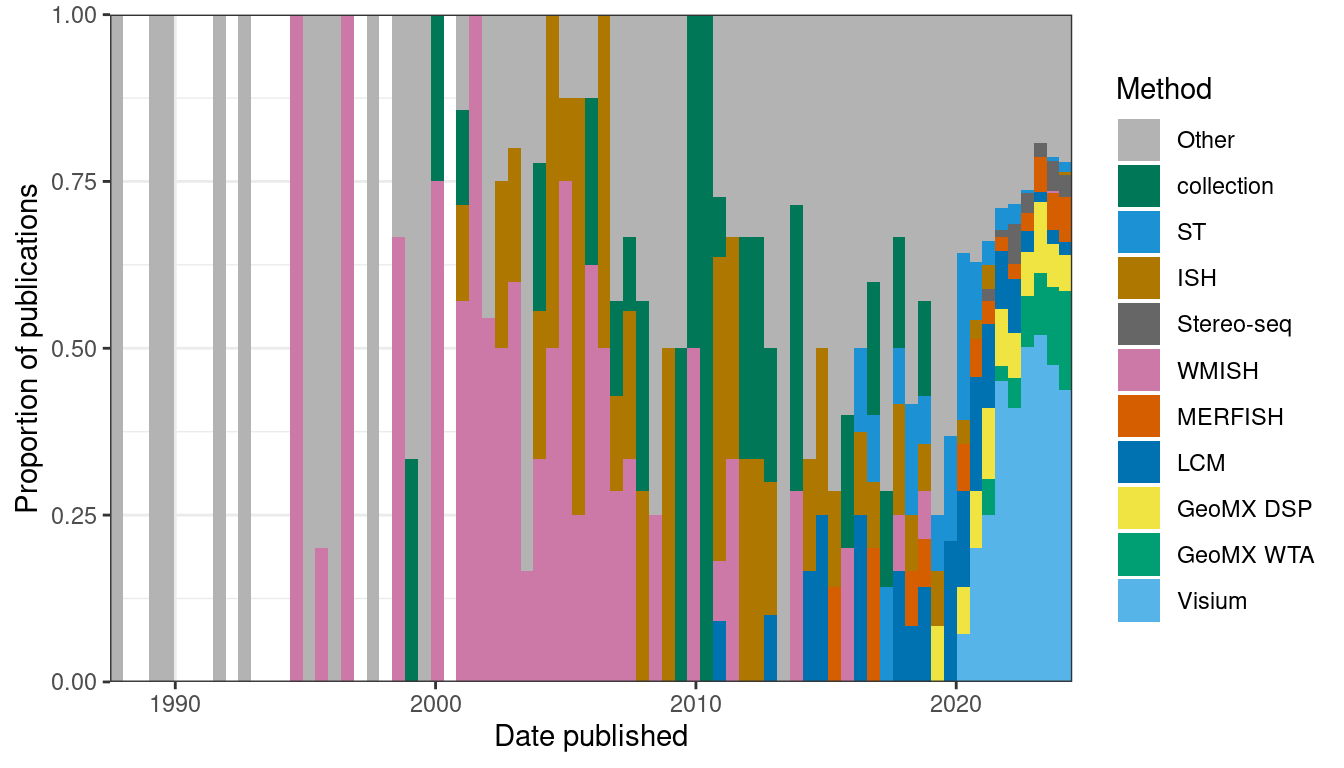 1.00
0.75
0.50
0.25
0.00
Proportion of publications
1990
2000
2010
2020
Date published
Method
Other
collection
ST
ISH
Stereo-seq
WMISH
MERFISH
LCM
GeoMX DSP
GeoMX WTA
Visium